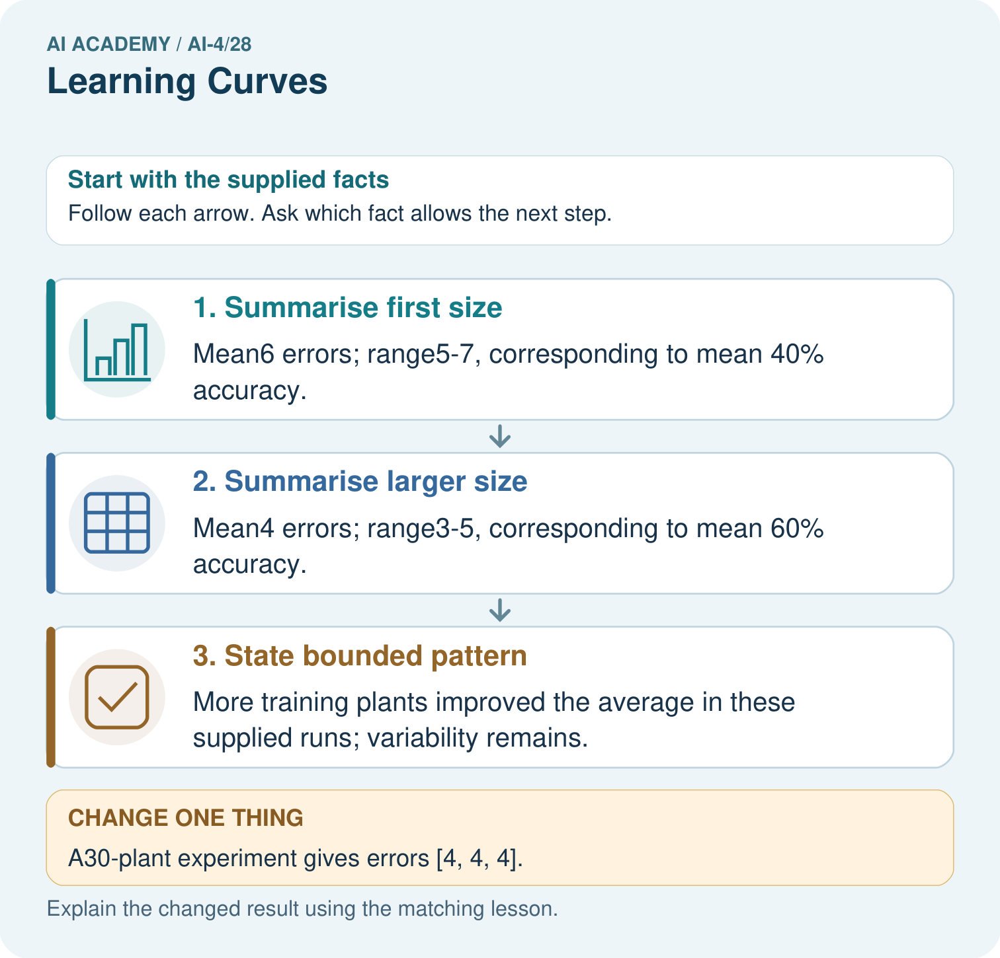 AI ACADEMY / AI-4/28
Learning Curves
Start with the supplied facts
Follow each arrow. Ask which fact allows the next step.
1. Summarise first size
Mean6 errors; range5-7, corresponding to mean 40%
accuracy.
2. Summarise larger size
Mean4 errors; range3-5, corresponding to mean 60%
accuracy.
3. State bounded pattern
More training plants improved the average in these
supplied runs; variability remains.
CHANGE ONE THING
A30-plant experiment gives errors [4, 4, 4].
Explain the changed result using the matching lesson.